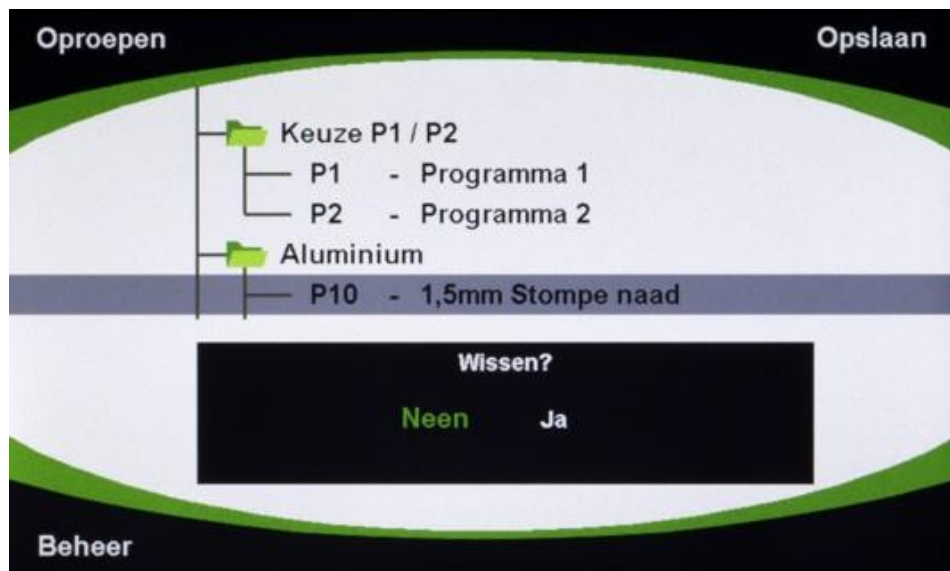 Oproepen
Opslaan
Keuze P1 / P2
P1 - Programma 1
P2 - Programma 2
Aluminium
P10 - 1,5mm Stompe naad
Wissen?
Neen Ja
Beheer